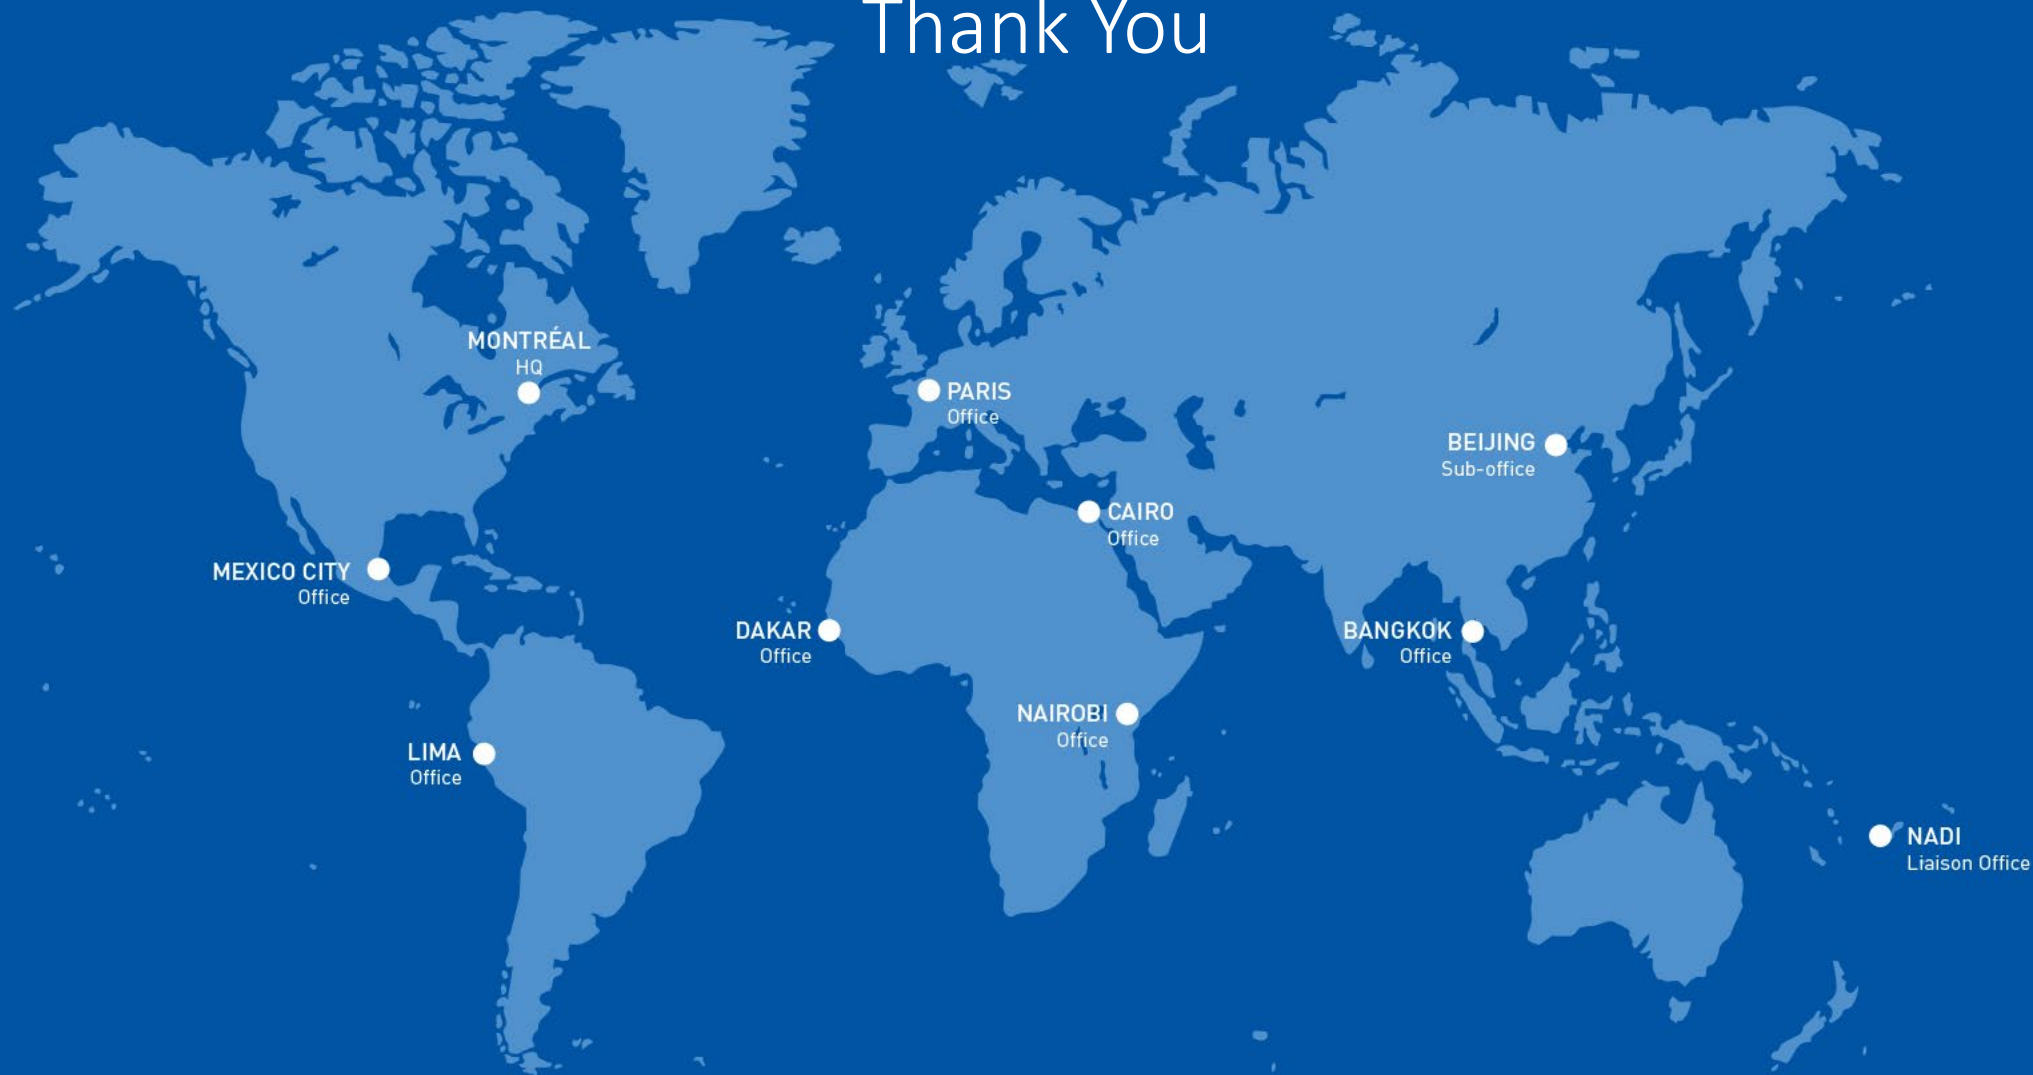 Thank You
MONTRÉAL
HQ
PARIS
Office
BEIJING
Sub-office
CAIRO
Office
MEXICO CITY
Office
DAKAR
Office
BANGKOK
Office
NAIROBI
Office
LIMA
Office
NADI
Liaison Office